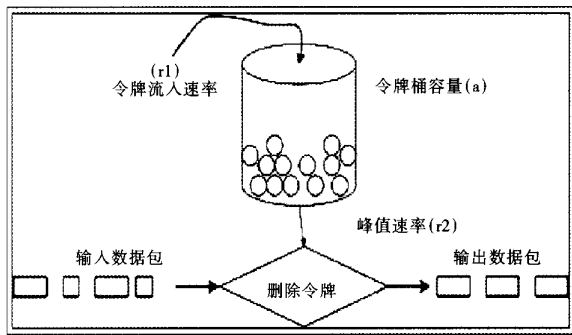 (r1)
令牌流入速率
令牌桶容量(a)
峰值速率(r2)
输入数据包
输出数据包
删除令牌